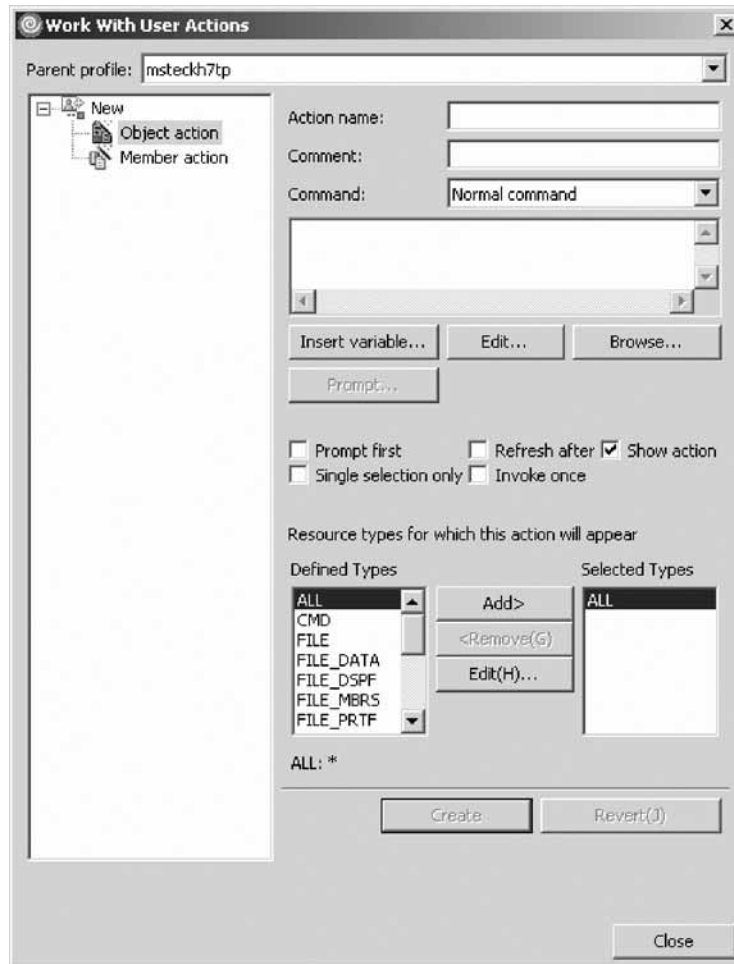 Work With User Actions
Parent profile: msteckh7tp
New
Object action
Member action
Action name:
Comment:
Command: Normal command
Insert variable... Edit... Browse...
Prompt...
Prompt first Refresh after Show action
Single selection only Invoke once
Resource types for which this action will appear
Defined Types Selected Types
ALL Add> ALL
CMD
FILE <Remove(G)
FILE_DATA
FILE_DSPF Edit(H)...
FILE_MBRS
FILE_PRTF
ALL: *
Create Revert(J)
Close